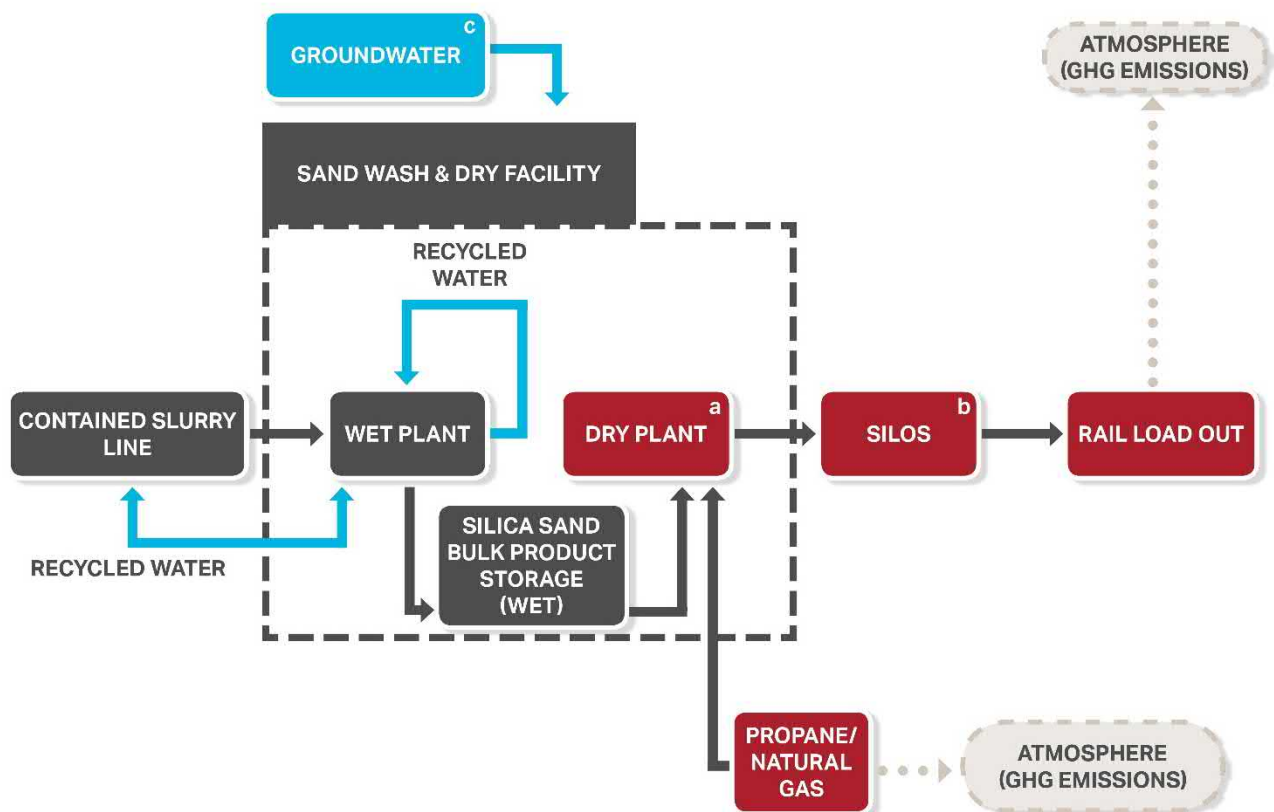 c
GROUNDWATER
ATMOSPHERE
(GHG EMISSIONS)
SAND WASH & DRY FACILITY
RECYCLED
WATER
CONTAINED SLURRY
LINE
WET PLANT
a
DRY PLANT
b
SILOS
RAIL LOAD OUT
RECYCLED WATER
SILICA SAND
BULK PRODUCT
STORAGE
(WET)
PROPANE/
NATURAL
GAS
ATMOSPHERE
(GHG EMISSIONS)